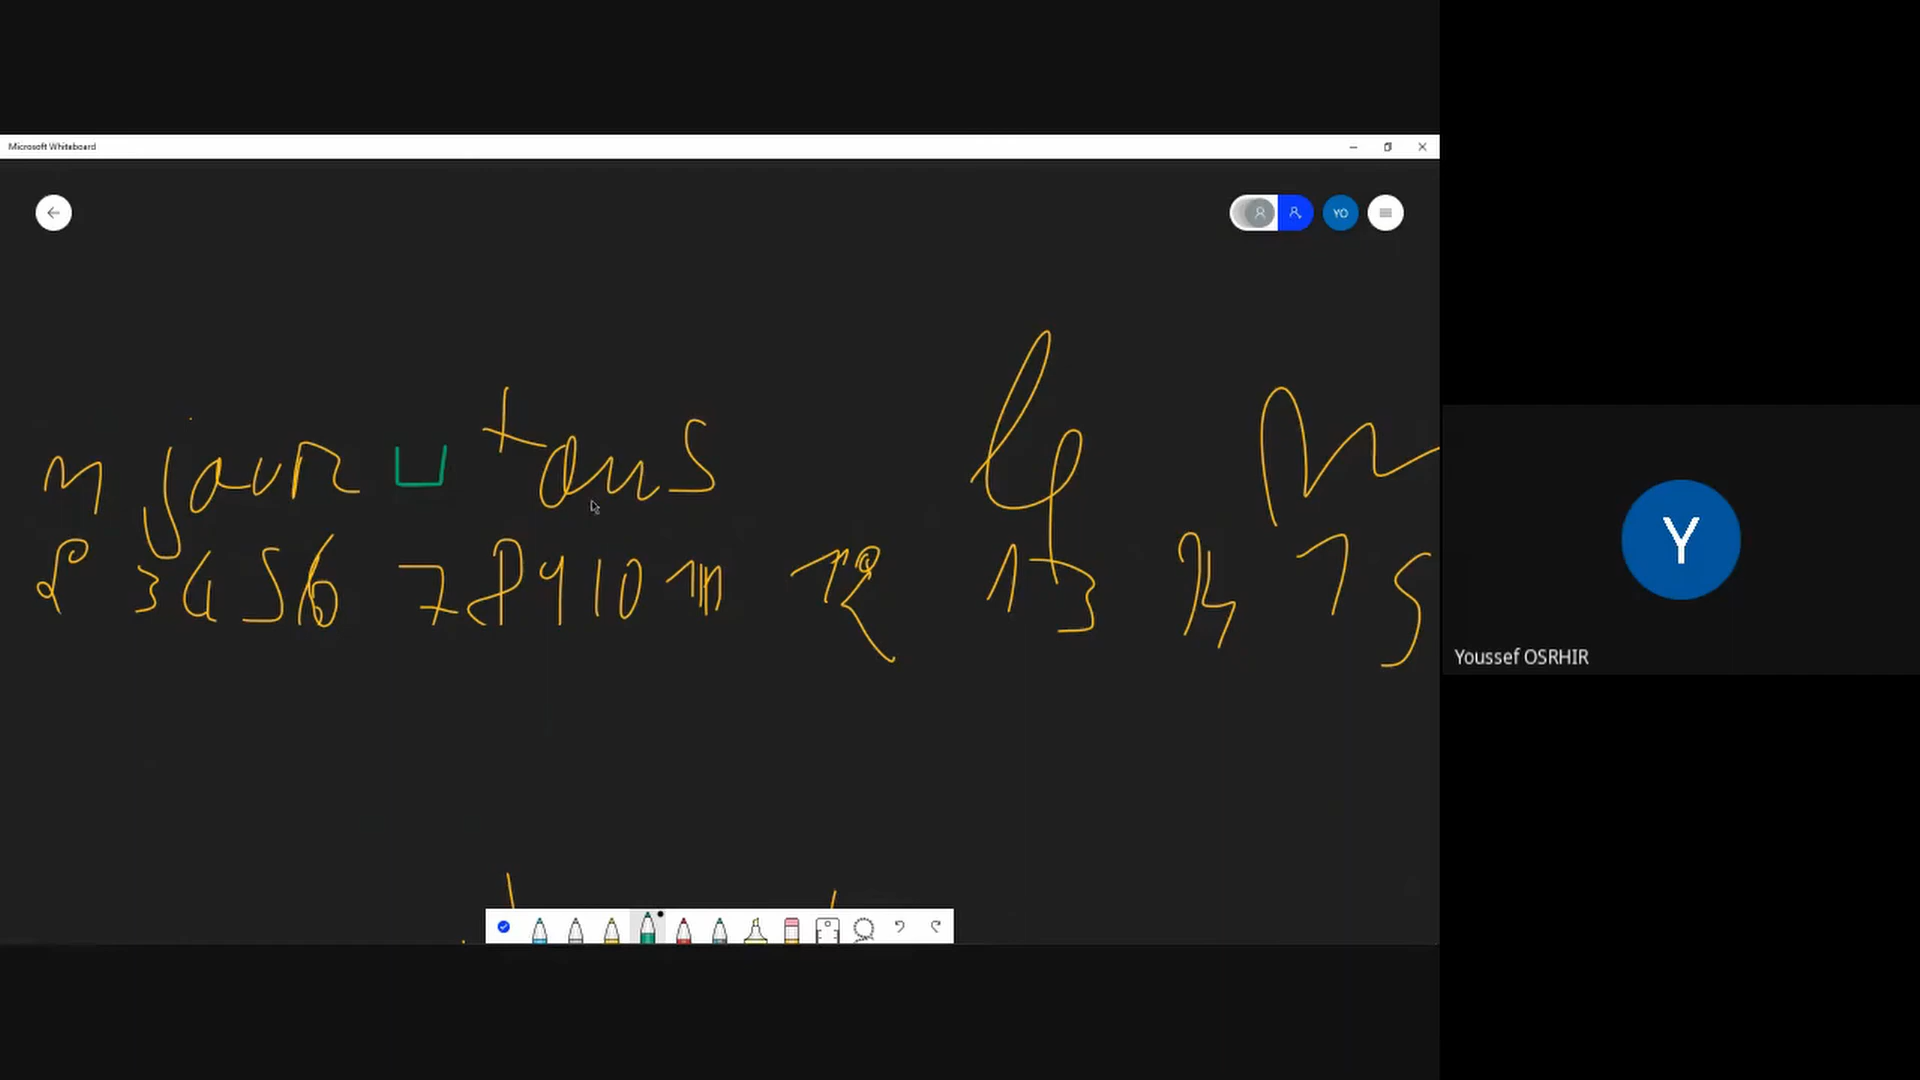 Microsoft Whiteboard
YO
n jour ␣ tous le m
2 3 4 5 6 7 8 9 10 11 12 13 14 15
Y
Youssef OSRHIR